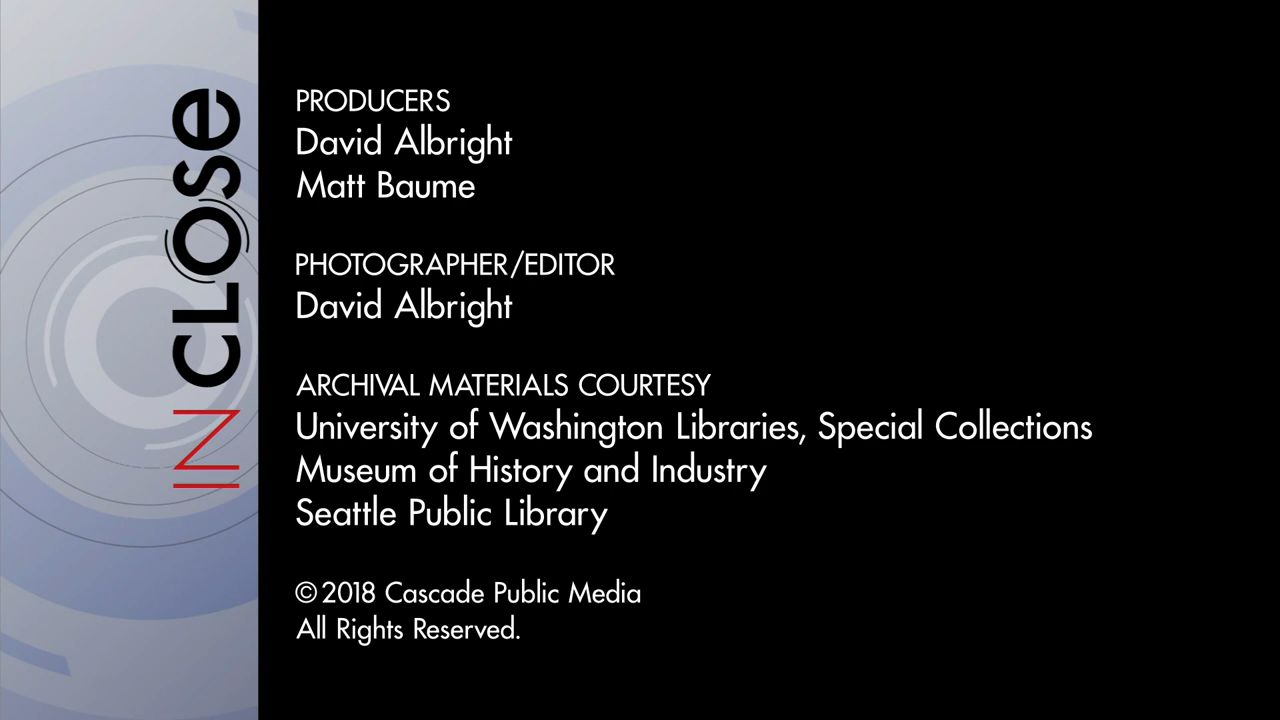 IN CLOSe
PRODUCERS
David Albright
Matt Baume
PHOTOGRAPHER/EDITOR
David Albright
ARCHIVAL MATERIALS COURTESY
University of Washington Libraries, Special Collections
Museum of History and Industry
Seattle Public Library
© 2018 Cascade Public Media
All Rights Reserved.